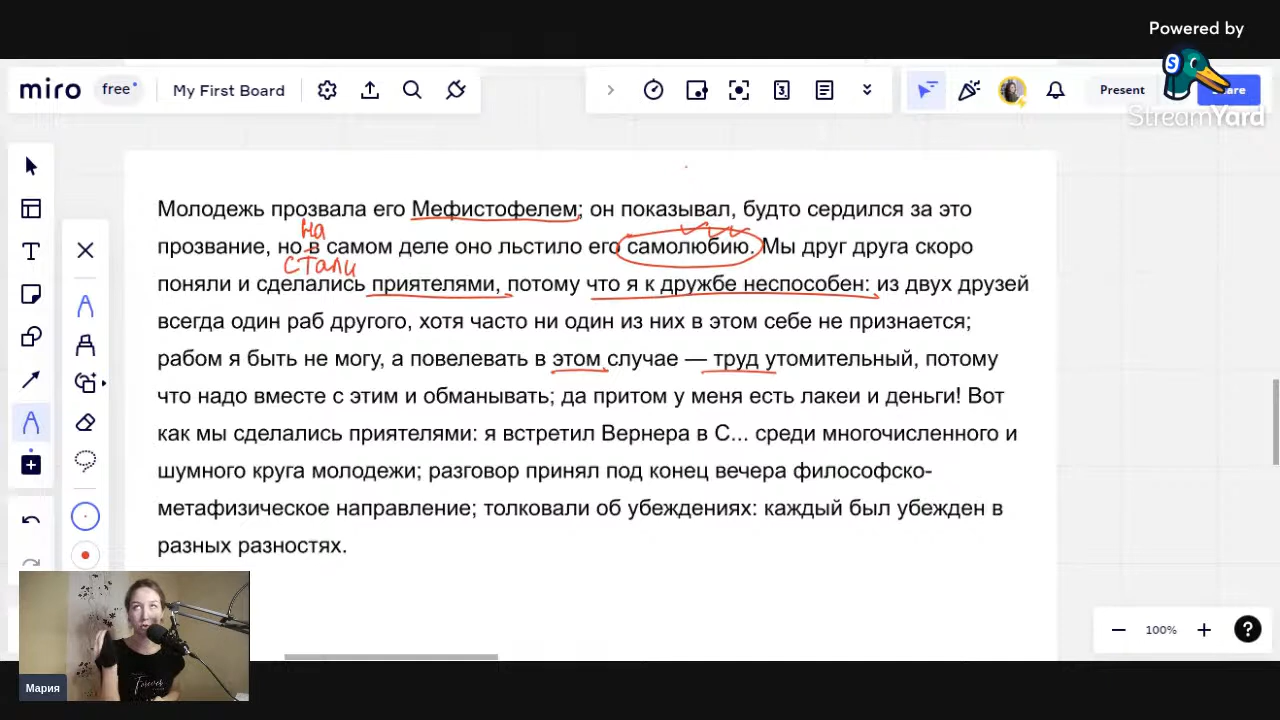 Powered by
StreamYard
miro free My First Board Present
Молодежь прозвала его Мефистофелем; он показывал, будто сердился за это
на
прозвание, но в самом деле оно льстило его самолюбию. Мы друг друга скоро
стали
поняли и сделались приятелями, потому что я к дружбе неспособен: из двух друзей
всегда один раб другого, хотя часто ни один из них в этом себе не признается;
рабом я быть не могу, а повелевать в этом случае — труд утомительный, потому
что надо вместе с этим и обманывать; да притом у меня есть лакеи и деньги! Вот
как мы сделались приятелями: я встретил Вернера в С... среди многочисленного и
шумного круга молодежи; разговор принял под конец вечера философско-
метафизическое направление; толковали об убеждениях: каждый был убежден в
разных разностях.
100%
Мария